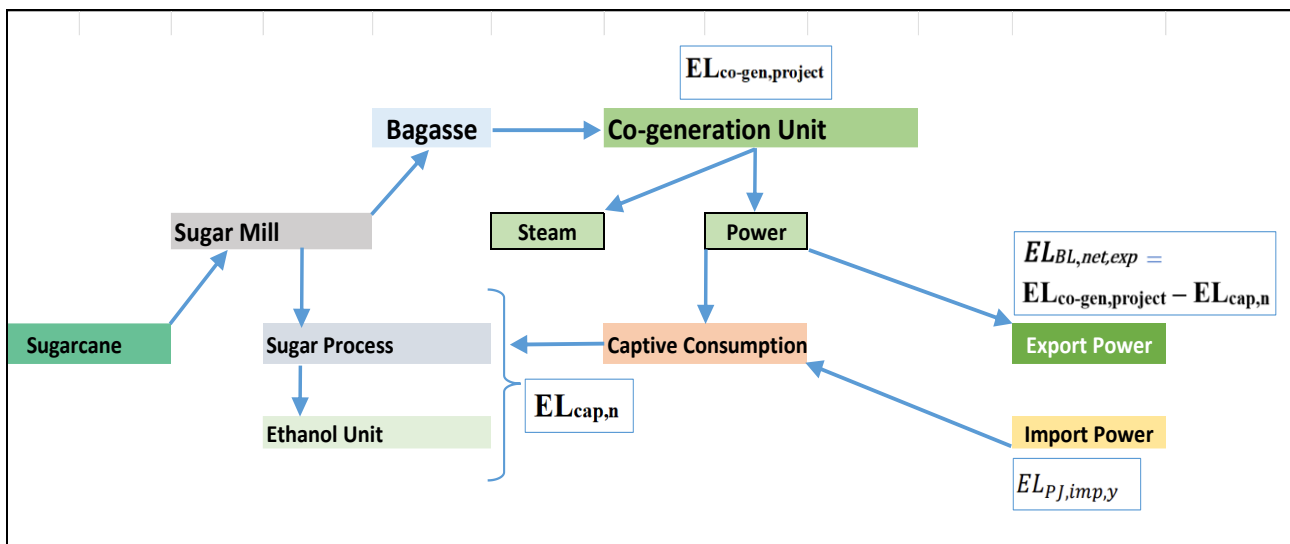 ELco-gen,project
Bagasse
Co-generation Unit
Sugar Mill
Steam
Power
ELBL,net,exp =
ELco-gen,project – ELcap,n
Sugarcane
Sugar Process
Captive Consumption
Export Power
ELcap,n
Ethanol Unit
Import Power
ELPJ,imp,y